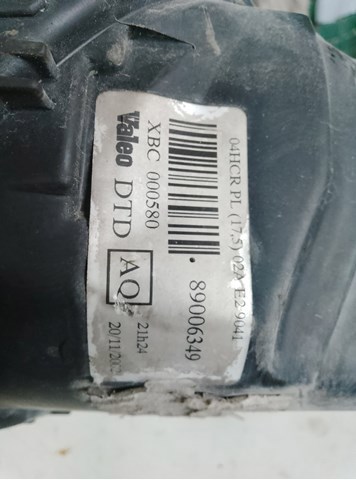 04HCR PL (17,5) 02A E2 9041
89006349
XBC 000580
Valeo DTD AQ 21h24
20/11/20